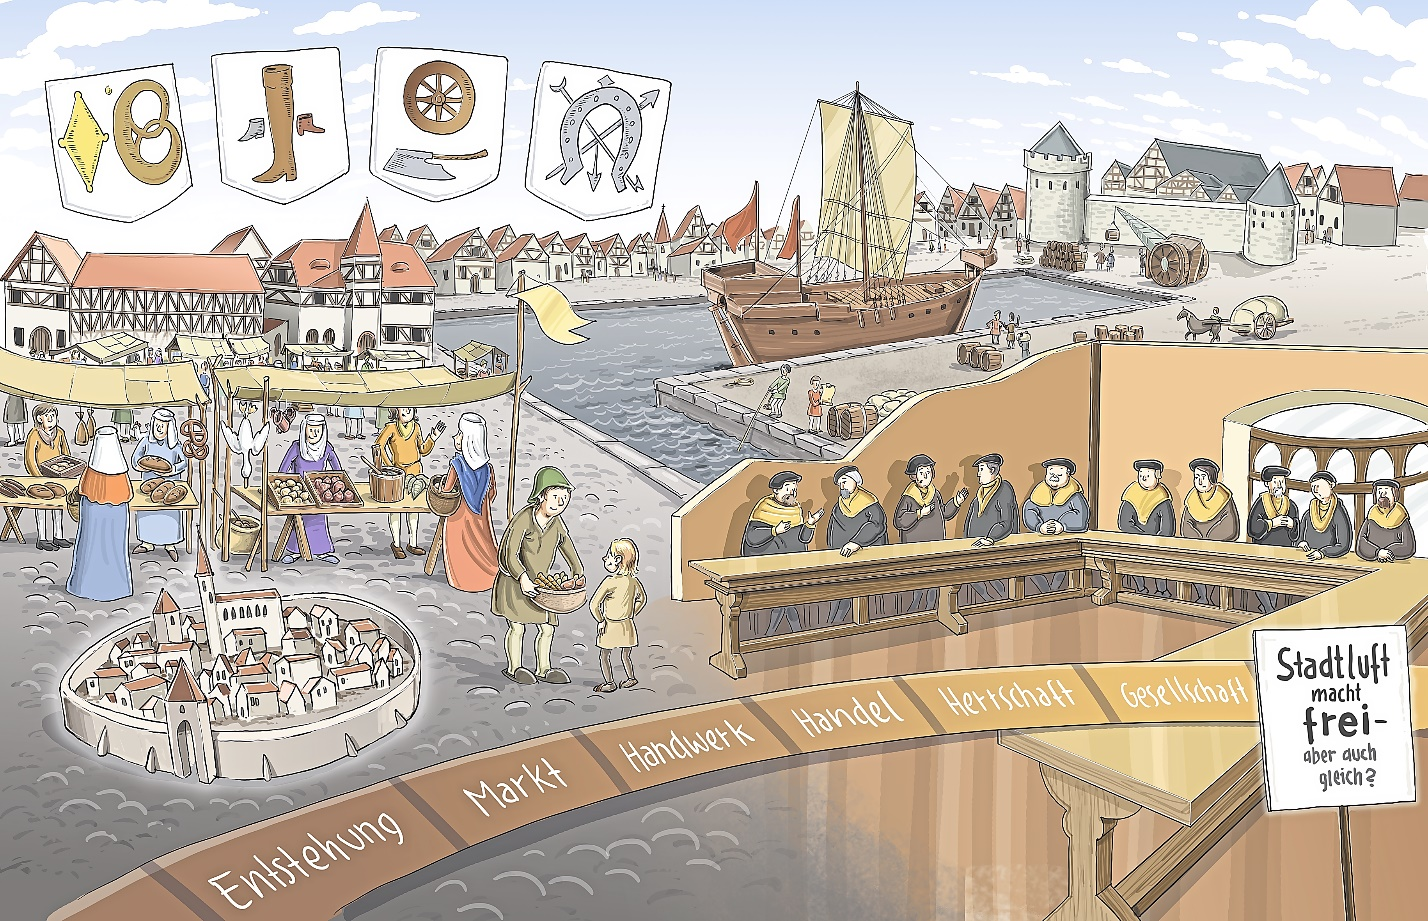 Entstehung
Markt
Handwerk
Handel
Herrschaft
Gesellschaft
Stadtluft
macht
frei-
aber auch
gleich?